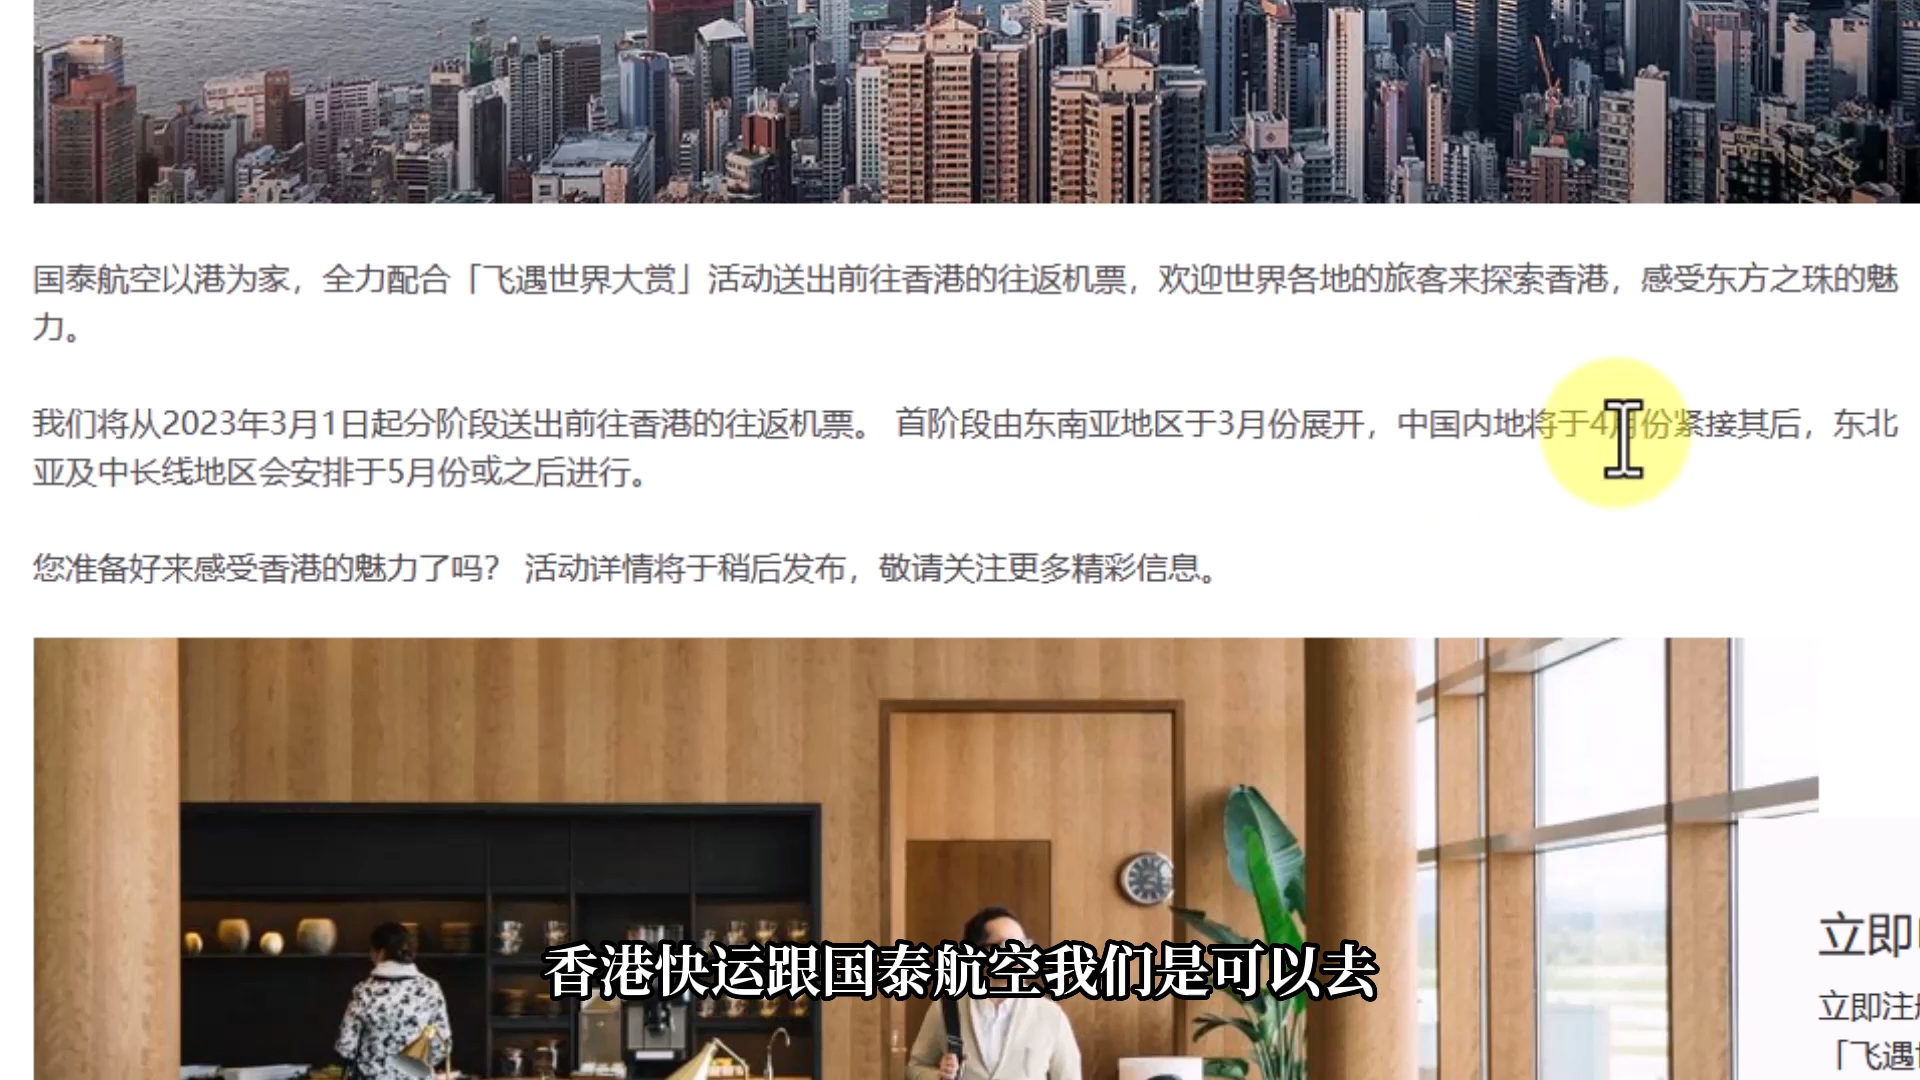 国泰航空以港为家，全力配合「飞遇世界大赏」活动送出前往香港的往返机票，欢迎世界各地的旅客来探索香港，感受东方之珠的魅
力。
我们将从2023年3月1日起分阶段送出前往香港的往返机票。 首阶段由东南亚地区于3月份展开，中国内地将于4月份紧接其后，东北
亚及中长线地区会安排于5月份或之后进行。
您准备好来感受香港的魅力了吗？ 活动详情将于稍后发布，敬请关注更多精彩信息。
立即
立即注
「飞遇
香港快运跟国泰航空我们是可以去